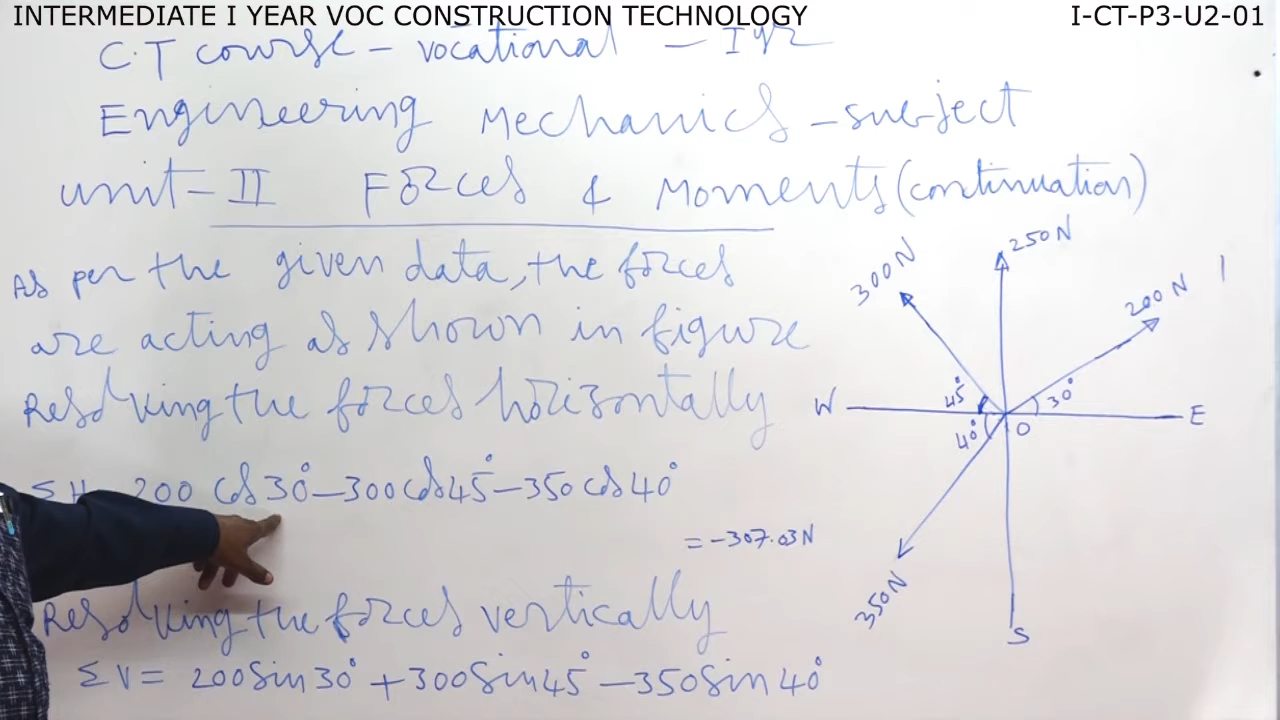 INTERMEDIATE I YEAR VOC CONSTRUCTION TECHNOLOGY
I-CT-P3-U2-01
C.T course - vocational - I yr
Engineering Mechanics - subject
unit - II Forces & Moments (continuation)
As per the given data, the forces
are acting as shown in figure
Resolving the forces horizontally
ΣH 200 cos 30° - 300 cos 45° - 350 cos 40°
= -307.03 N
Resolving the forces vertically
ΣV = 200 sin 30° + 300 sin 45° - 350 sin 40°
250 N
300 N
200 N
W
45°
30°
E
40°
O
350 N
S